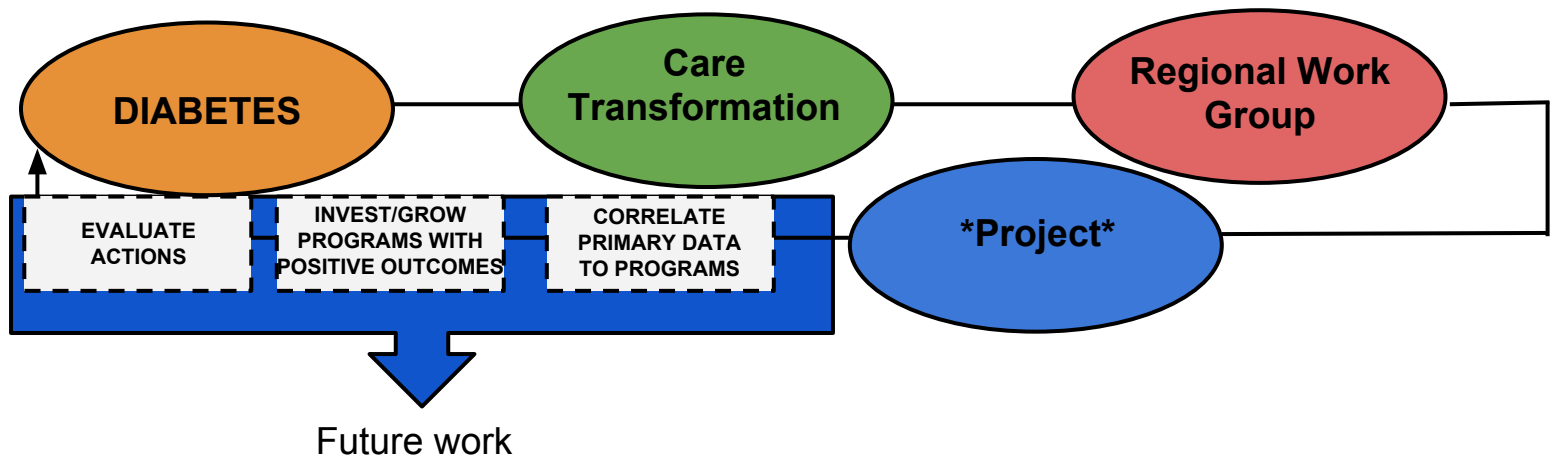 DIABETES
Care
Transformation
Regional Work
Group
EVALUATE
ACTIONS
INVEST/GROW
PROGRAMS WITH
POSITIVE OUTCOMES
CORRELATE
PRIMARY DATA
TO PROGRAMS
*Project*
Future work